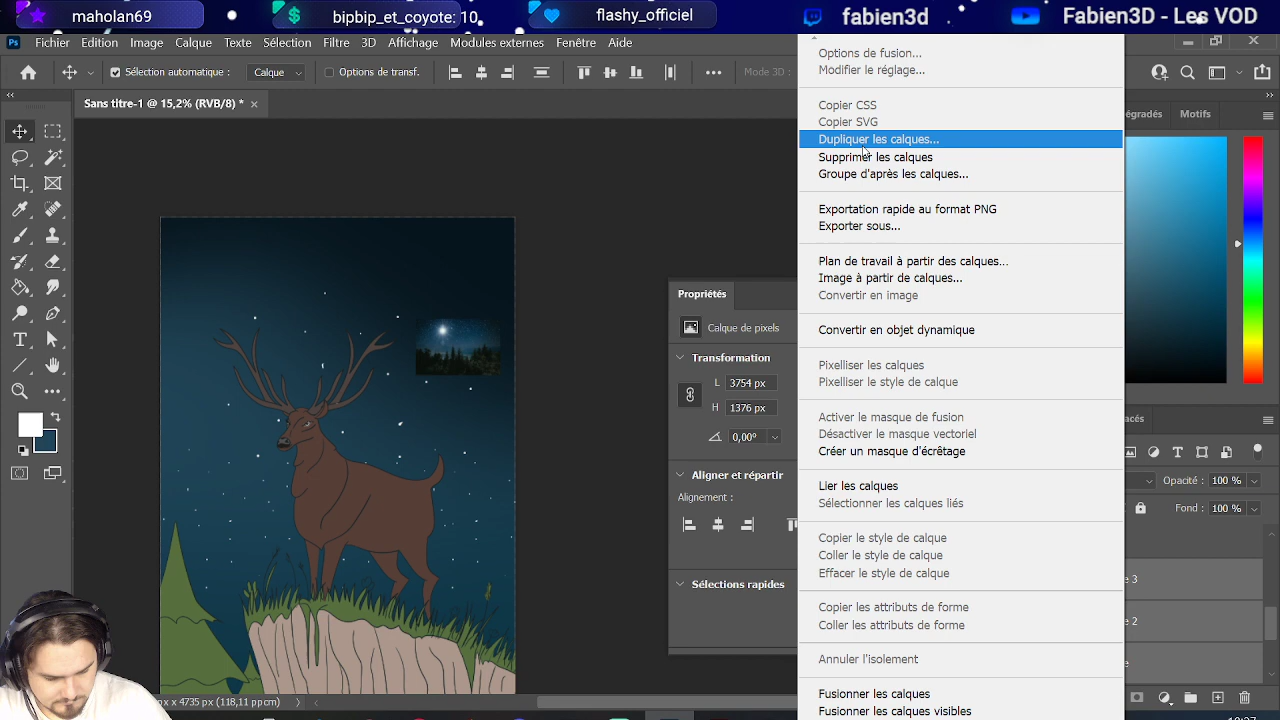 maholan69
bipbip_et_coyote: 10
flashy_officiel
fabien3d
Fabien3D - Les VOD
Ps
Fichier Edition Image Calque Texte Sélection Filtre 3D Affichage Modules externes Fenêtre Aide
Sélection automatique :
Calque
Options de transf.
Mode 3D :
Sans titre-1 @ 15,2% (RVB/8) *
Options de fusion...
Modifier le réglage...
Copier CSS
Copier SVG
Dupliquer les calques...
Supprimer les calques
Groupe d'après les calques...
Exportation rapide au format PNG
Exporter sous...
Plan de travail à partir des calques...
Image à partir de calques...
Convertir en image
Convertir en objet dynamique
Pixelliser les calques
Pixelliser le style de calque
Activer le masque de fusion
Désactiver le masque vectoriel
Créer un masque d'écrêtage
Lier les calques
Sélectionner les calques liés
Copier le style de calque
Coller le style de calque
Effacer le style de calque
Copier les attributs de forme
Coller les attributs de forme
Annuler l'isolement
Fusionner les calques
Fusionner les calques visibles
Propriétés
Calque de pixels
Transformation
L 3754 px
H 1376 px
0,00°
Aligner et répartir
Alignement :
Sélections rapides
égradés
Motifs
acés
Opacité : 100 %
Fond : 100 %
e 3
e 2
e
px x 4735 px (118,11 ppcm)